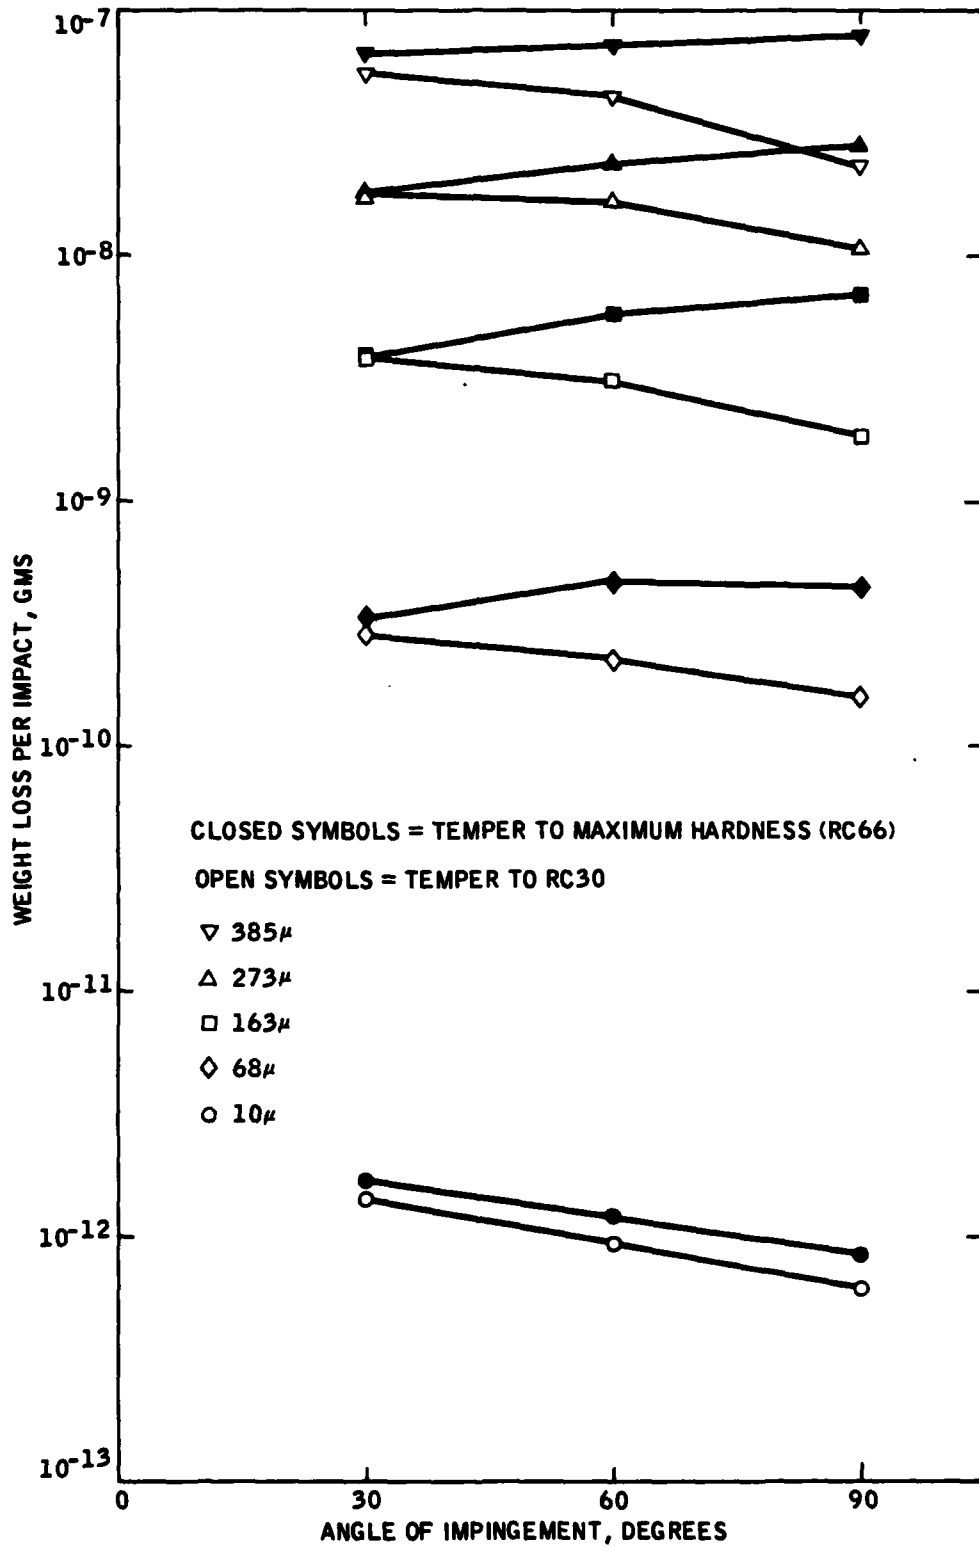 10-7
10-8
10-9
10-10
10-11
10-12
10-13
WEIGHT LOSS PER IMPACT, GMS
CLOSED SYMBOLS = TEMPER TO MAXIMUM HARDNESS (RC66)
OPEN SYMBOLS = TEMPER TO RC30
▽ 385μ
△ 273μ
□ 163μ
◇ 68μ
○ 10μ
0 30 60 90
ANGLE OF IMPINGEMENT, DEGREES